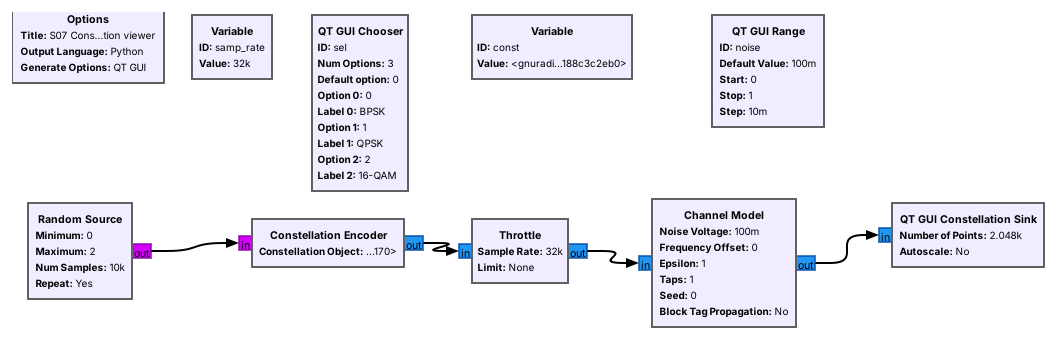 Options
Title: S07 Cons...tion viewer
Output Language: Python
Generate Options: QT GUI
Variable
ID: samp_rate
Value: 32k
QT GUI Chooser
ID: sel
Num Options: 3
Default option: 0
Option 0: 0
Label 0: BPSK
Option 1: 1
Label 1: QPSK
Option 2: 2
Label 2: 16-QAM
Variable
ID: const
Value: <gnuradi...188c3c2eb0>
QT GUI Range
ID: noise
Default Value: 100m
Start: 0
Stop: 1
Step: 10m
Random Source
Minimum: 0
Maximum: 2
Num Samples: 10k
Repeat: Yes
out
in
Constellation Encoder
Constellation Object: ...170>
out
in
Throttle
Sample Rate: 32k
Limit: None
out
in
Channel Model
Noise Voltage: 100m
Frequency Offset: 0
Epsilon: 1
Taps: 1
Seed: 0
Block Tag Propagation: No
out
in
QT GUI Constellation Sink
Number of Points: 2.048k
Autoscale: No